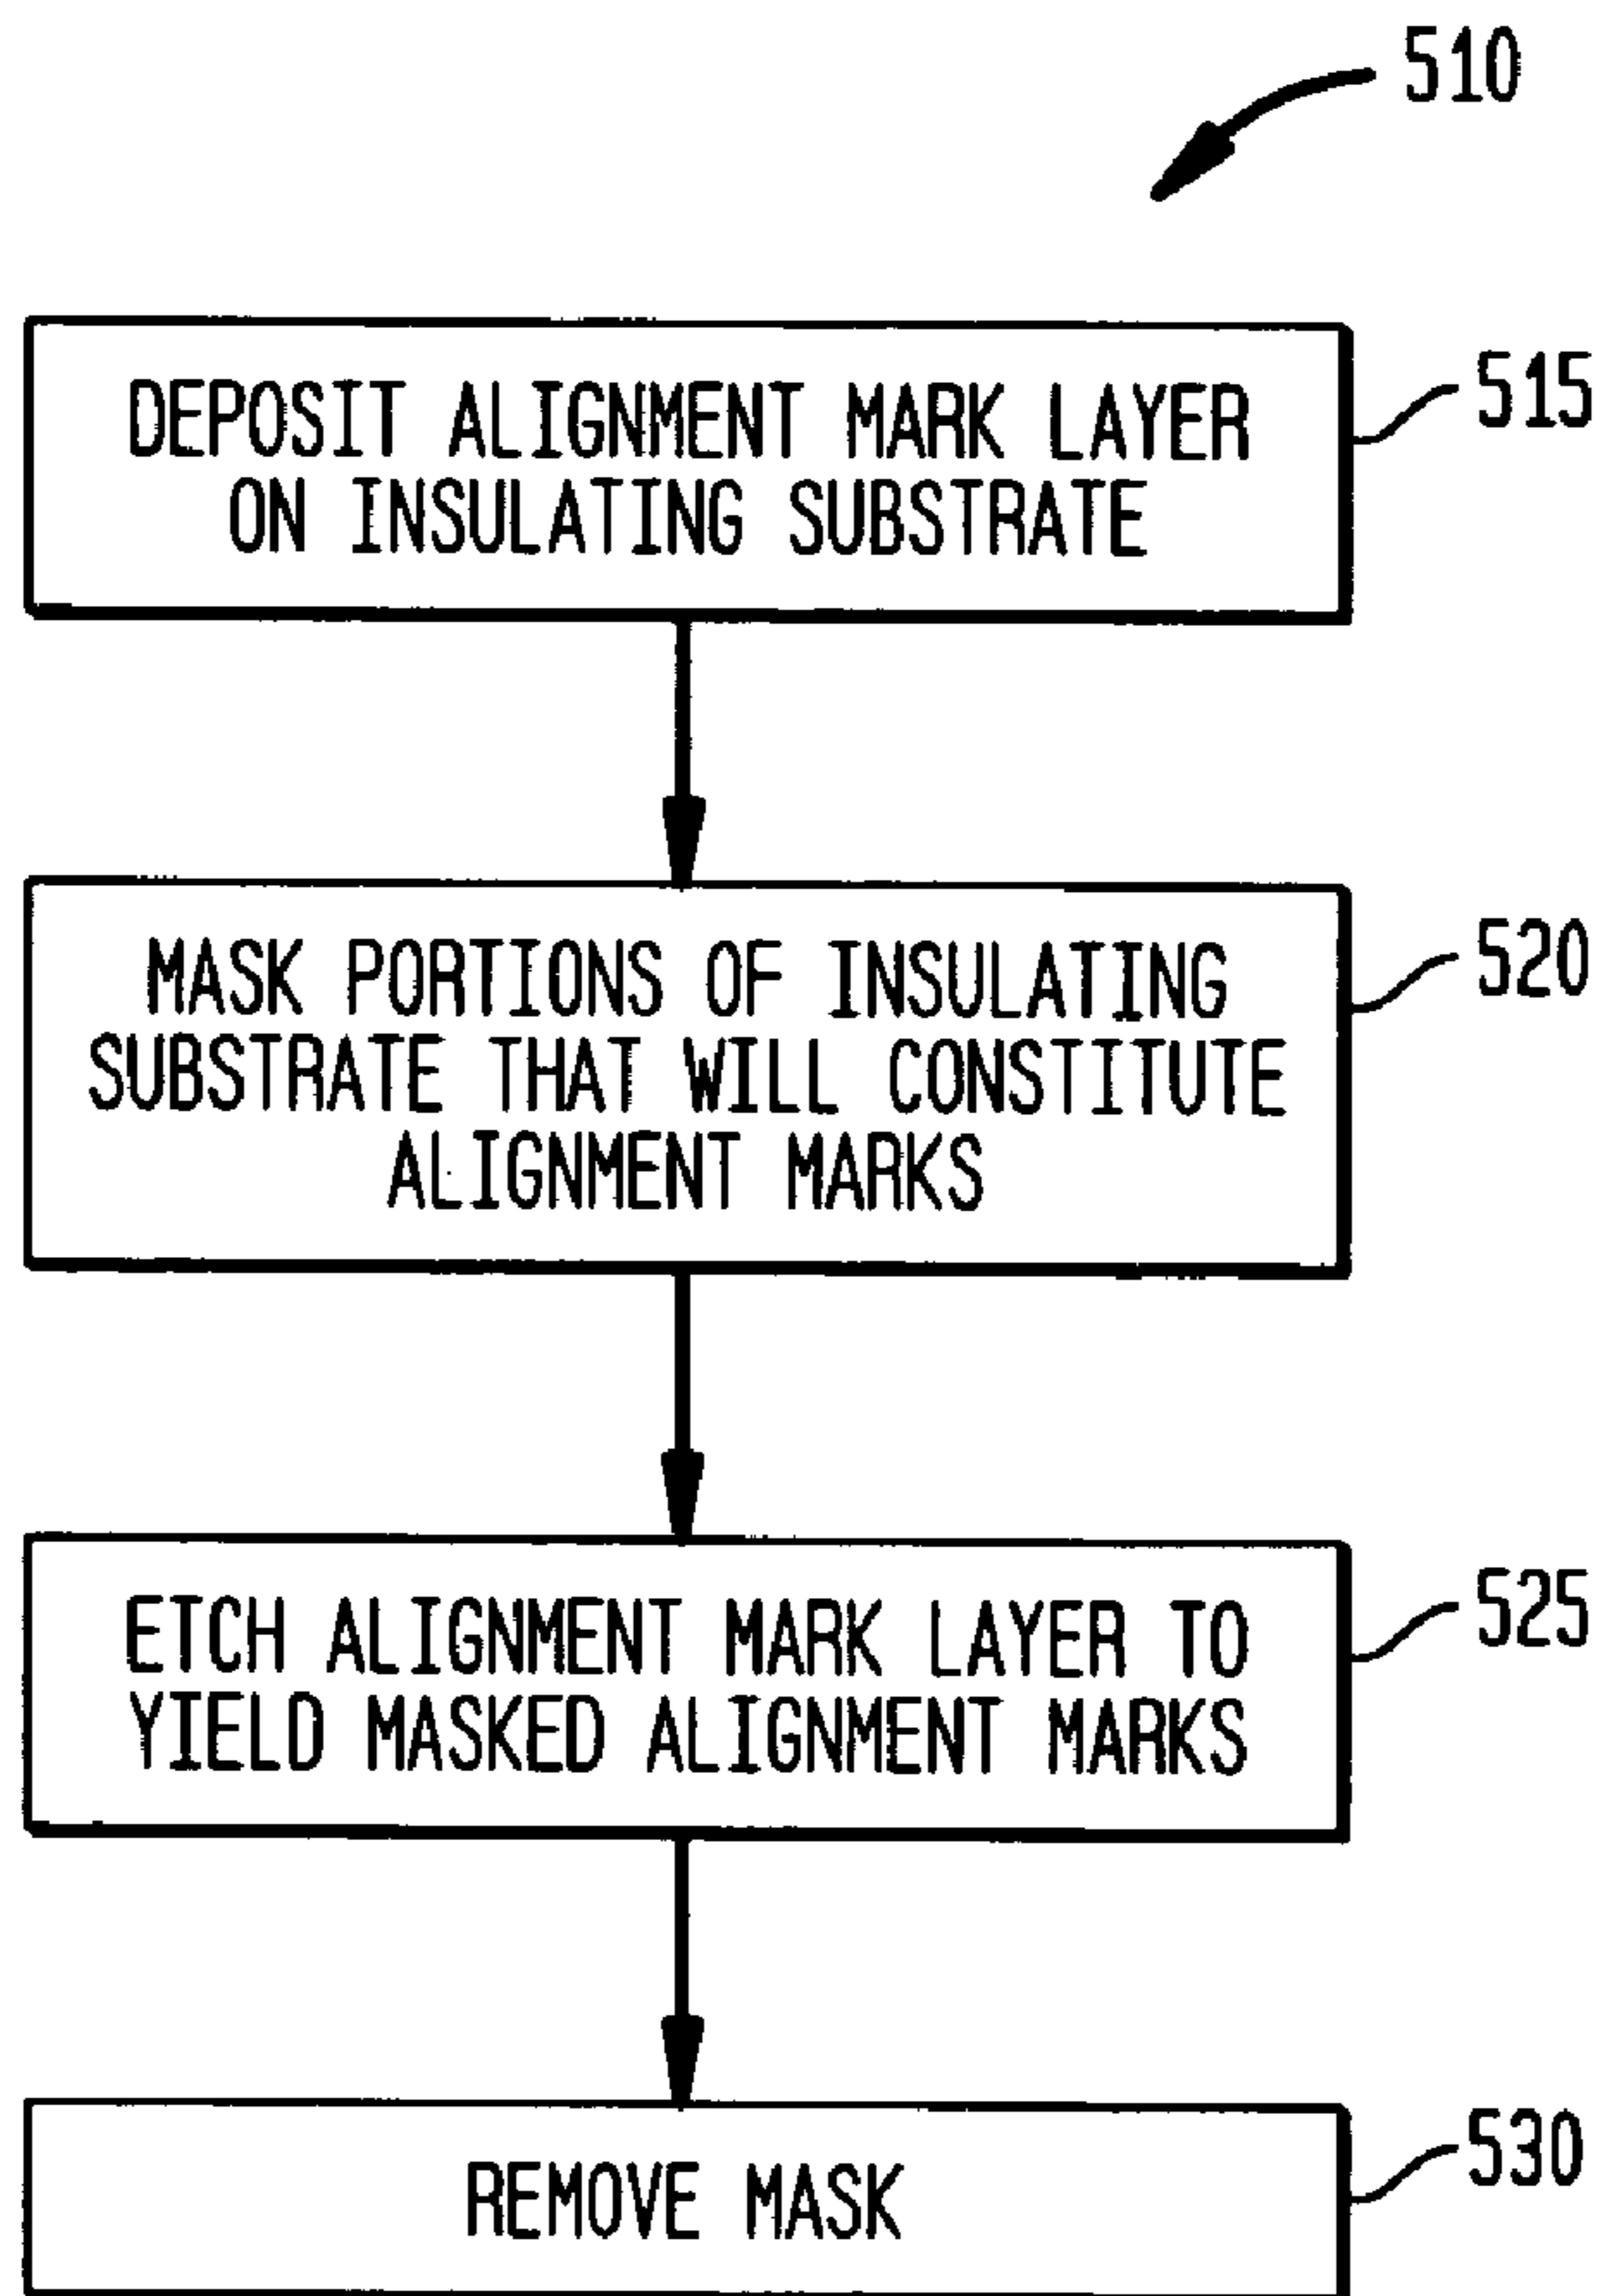 510
DEPOSIT ALIGNMENT MARK LAYER
ON INSULATING SUBSTRATE
515
MASK PORTIONS OF INSULATING
SUBSTRATE THAT WILL CONSTITUTE
ALIGNMENT MARKS
520
ETCH ALIGNMENT MARK LAYER TO
YIELD MASKED ALIGNMENT MARKS
525
REMOVE MASK
530